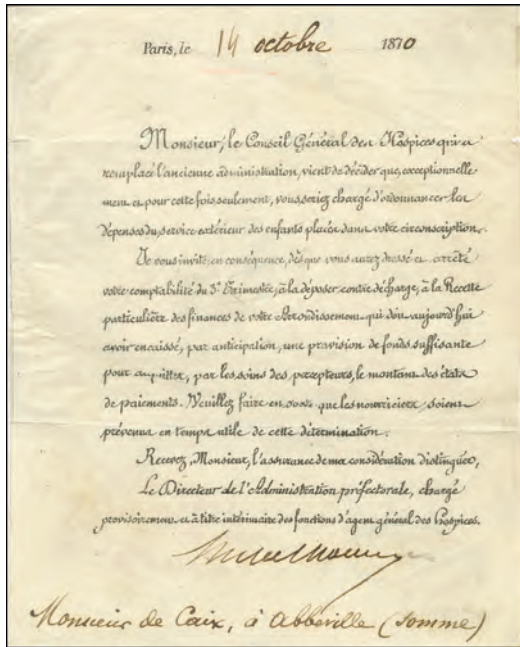 Paris, le 14 octobre 1870
Monsieur, le Conseil Général des Hospices qui a
remplacé l'ancienne administration, vient de décider que, exceptionnelle
ment et pour cette fois seulement, vous seriez chargé d'ordonnancer les
dépenses du service extérieur des enfants placés dans votre circonscription.
Je vous invite, en conséquence, dès que vous aurez dressé et arrêté
votre comptabilité du 3e Trimestre, à la déposer, contre décharge, à la Recette
particulière des finances de votre Arrondissement qui doit aujourd'hui
avoir encaissé, par anticipation, une provision de fonds suffisante
pour acquitter, par les soins des percepteurs, le montant des états
de paiements. Veuillez faire en sorte que les nourriciers soient
prévenus en temps utile de cette détermination.
Recevez, Monsieur, l'assurance de ma considération distinguée,
Le Directeur de l'Administration préfectorale, chargé
provisoirement et à titre intérimaire des fonctions d'agent général des Hospices.
Monsieur de Caix, à Abbeville (Somme)